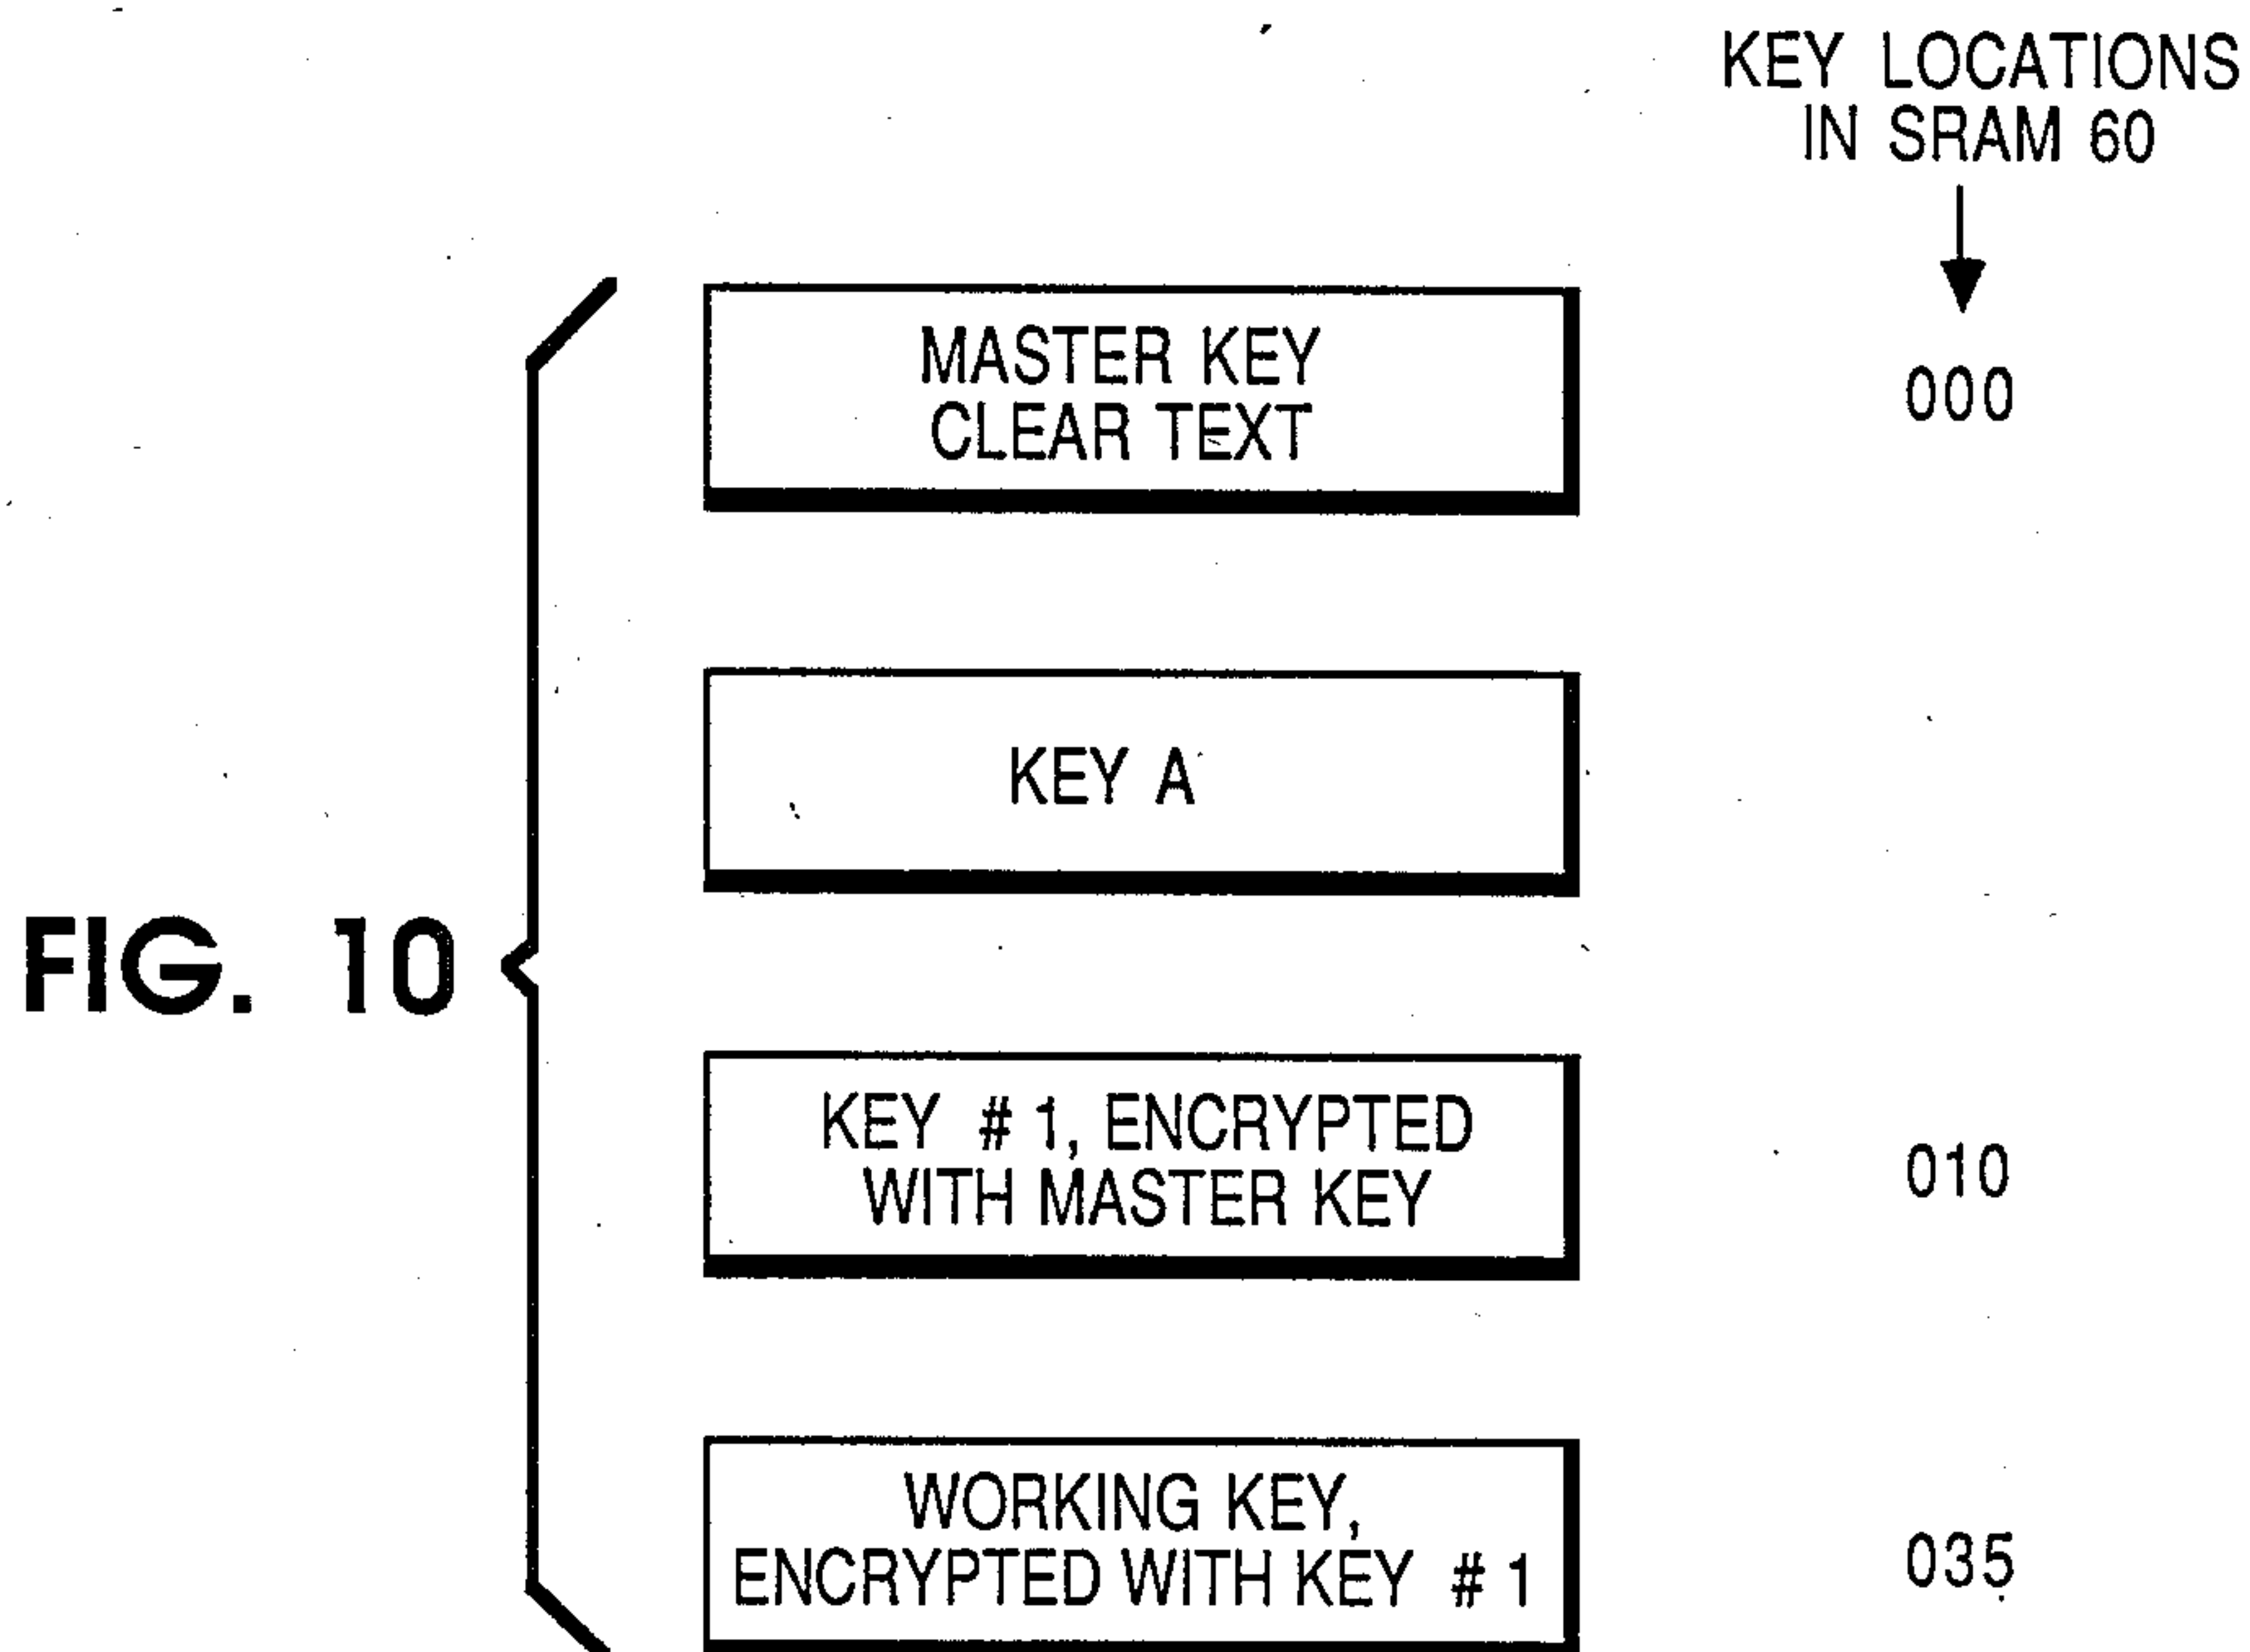 KEY LOCATIONS
IN SRAM 60
MASTER KEY
CLEAR TEXT
000
KEY A
FIG. 10
KEY # 1, ENCRYPTED
WITH MASTER KEY
010
WORKING KEY,
ENCRYPTED WITH KEY # 1
035